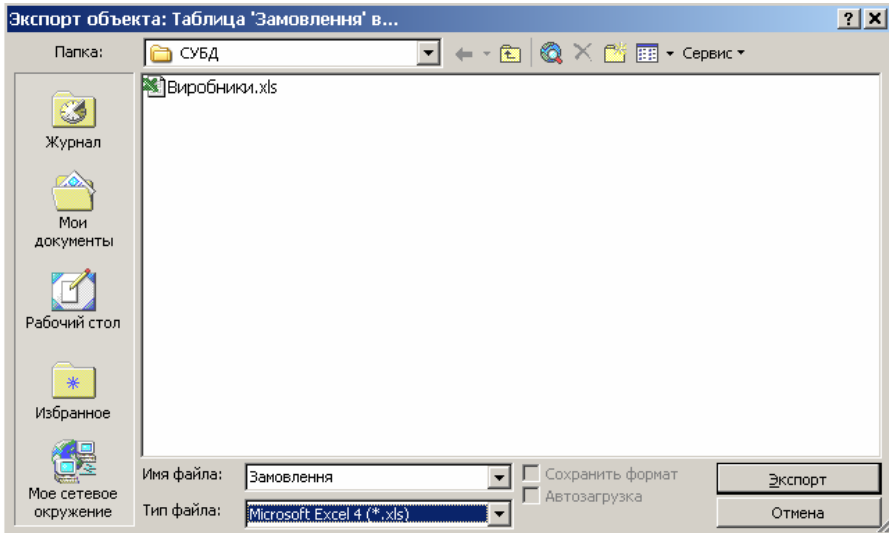 Экспорт объекта: Таблица 'Замовлення' в...
Папка:
СУБД
Сервис
Виробники.xls
Журнал
Мои
документы
Рабочий стол
Избранное
Мое сетевое
окружение
Имя файла:
Замовлення
Сохранить формат
Экспорт
Тип файла:
Microsoft Excel 4 (*.xls)
Автозагрузка
Отмена